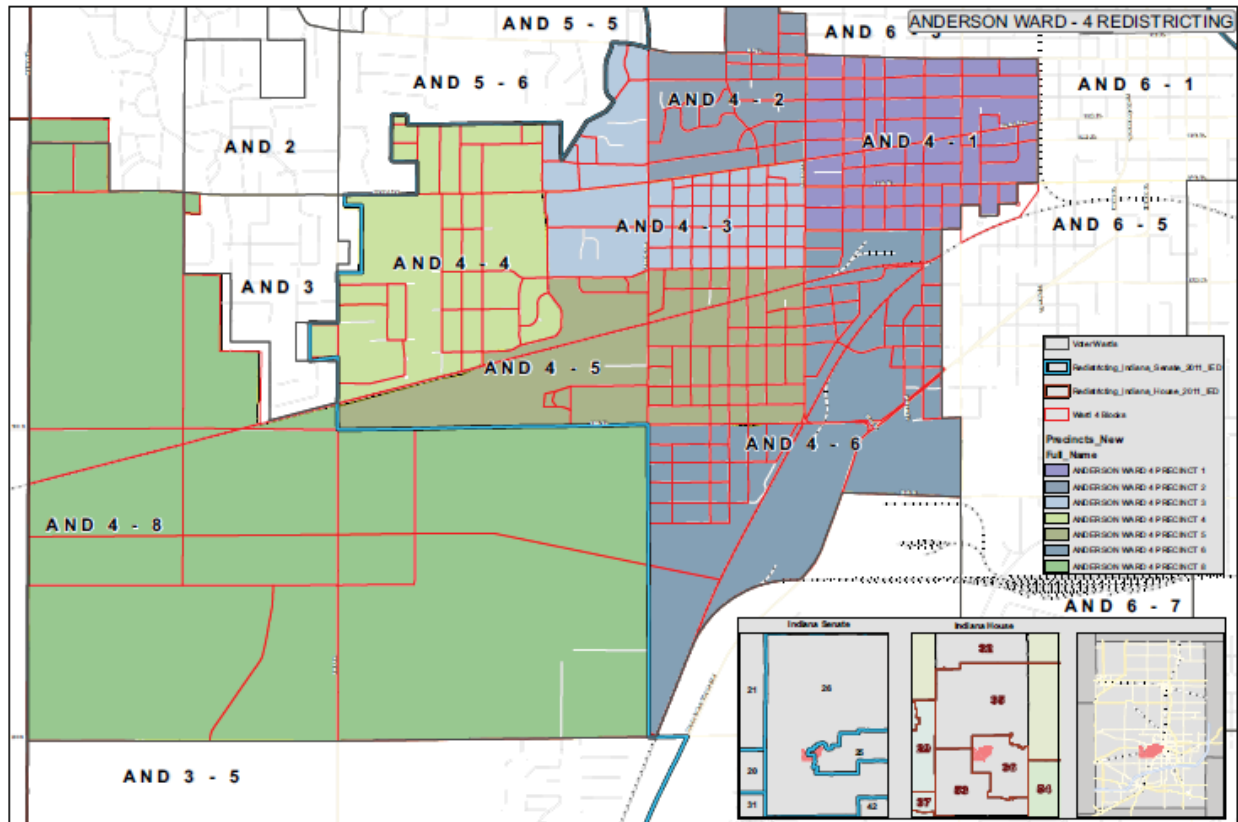 ANDERSON WARD - 4 REDISTRICTING
AND 5 - 5
AND 5 - 6
AND 4 - 2
AND 6 - 1
AND 2
AND 4 - 1
AND 4 - 3
AND 6 - 5
AND 4 - 4
AND 3
AND 4 - 5
AND 4 - 6
AND 4 - 8
AND 6 - 7
AND 3 - 5
Voter Wards
Redistricting_Indiana_Senate_2011_IED
Redistricting_Indiana_House_2011_IED
Ward 4 Blocks
Precincts_New
Full_Name
ANDERSON WARD 4 PRECINCT 1
ANDERSON WARD 4 PRECINCT 2
ANDERSON WARD 4 PRECINCT 3
ANDERSON WARD 4 PRECINCT 4
ANDERSON WARD 4 PRECINCT 5
ANDERSON WARD 4 PRECINCT 6
ANDERSON WARD 4 PRECINCT 8
Indiana Senate
21
26
25
20
31
42
Indiana House
32
35
39
36
37
53
54